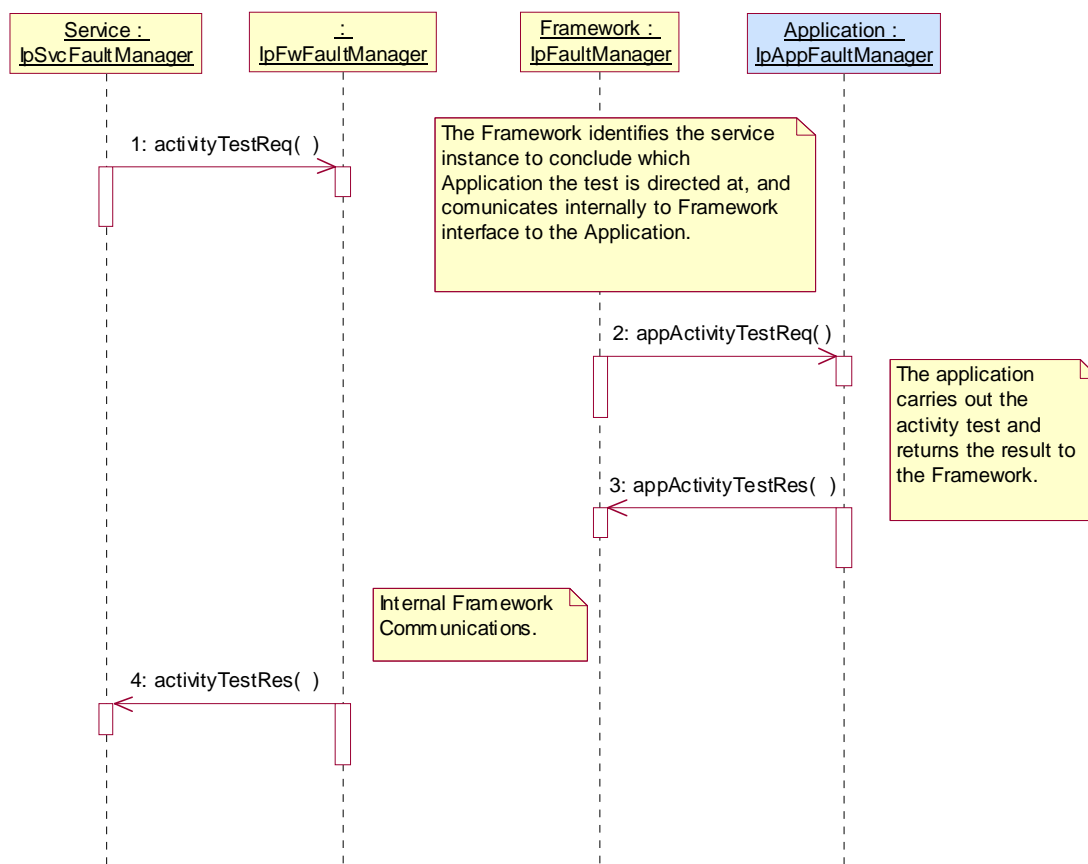 Service :
IpSvcFaultManager
:
IpFwFaultManager
Framework :
IpFaultManager
Application :
IpAppFaultManager
1: activityTestReq( )
The Framework identifies the service
instance to conclude which
Application the test is directed at, and
comunicates internally to Framework
interface to the Application.
2: appActivityTestReq( )
The application
carries out the
activity test and
returns the result to
the Framework.
3: appActivityTestRes( )
Internal Framework
Communications.
4: activityTestRes( )